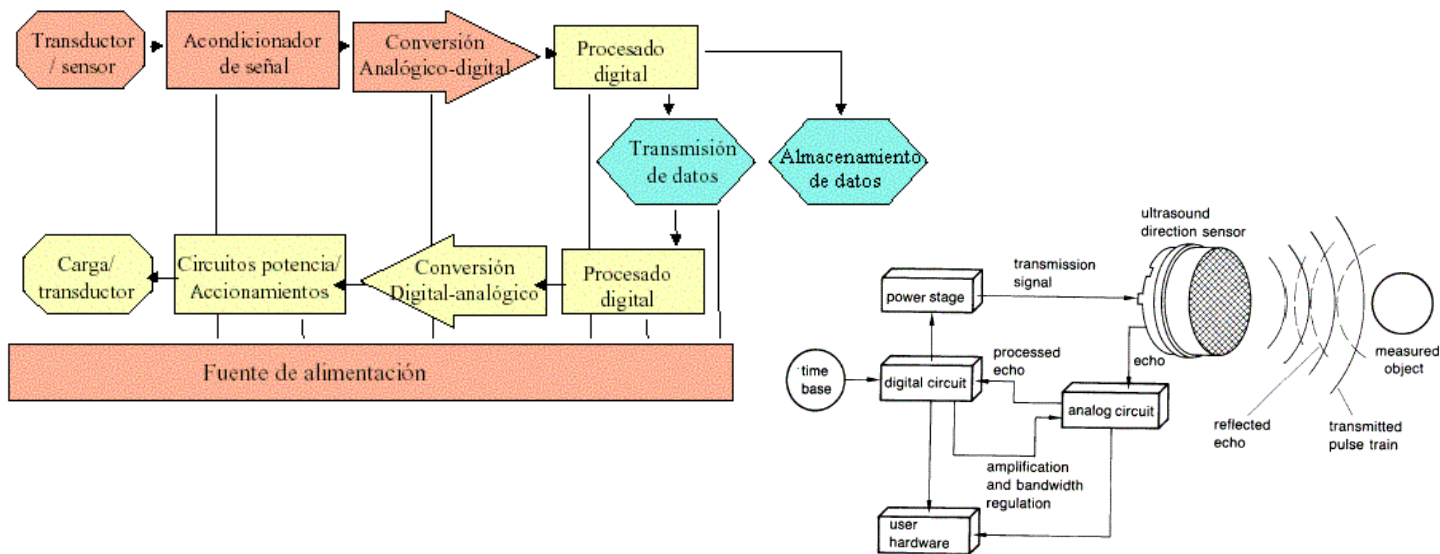 Transductor
/ sensor
Acondicionador
de señal
Conversión
Analógico-digital
Procesado
digital
Transmisión
de datos
Almacenamiento
de datos
Carga/
transductor
Circuitos potencia/
Accionamientos
Conversión
Digital-analógico
Procesado
digital
Fuente de alimentación
ultrasound
direction sensor
transmission
signal
power stage
processed
echo
echo
time
base
digital circuit
analog circuit
measured
object
reflected
echo
transmitted
pulse train
amplification
and bandwidth
regulation
user
hardware